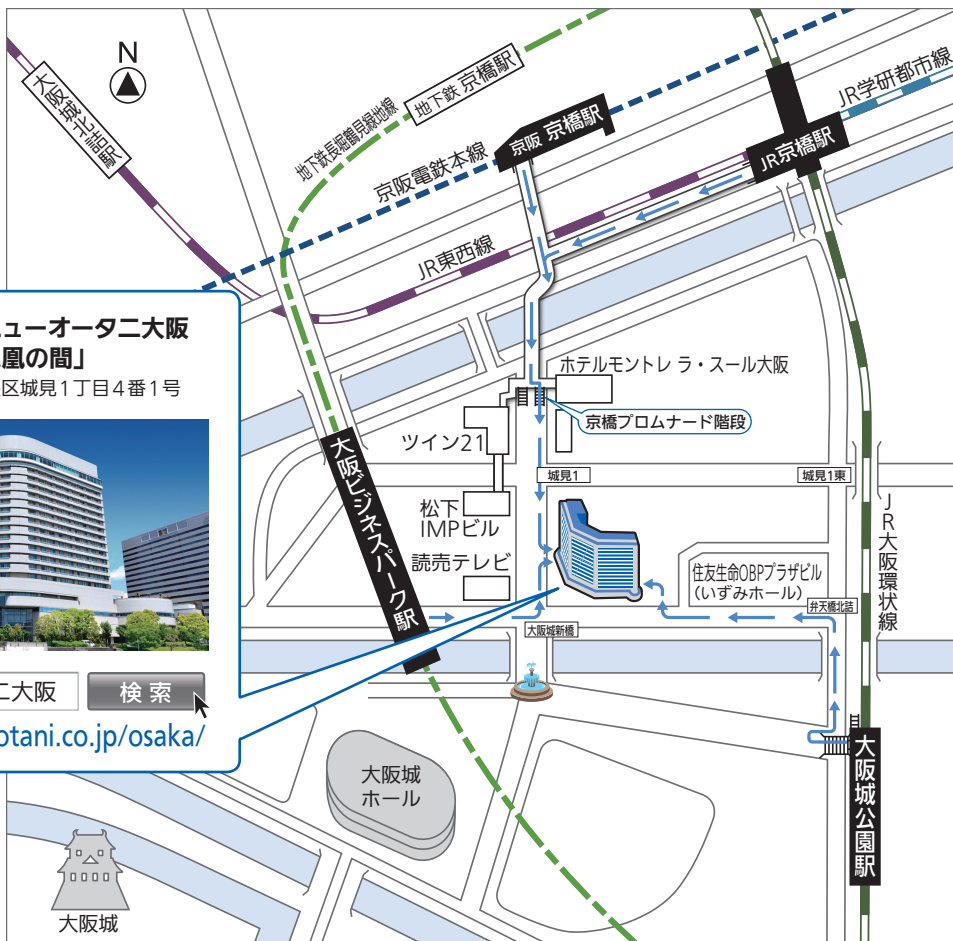 N
大阪城北詰駅
地下鉄長堀鶴見緑地線
地下鉄 京橋駅
京阪電鉄本線
京阪 京橋駅
JR学研都市線
JR京橋駅
JR東西線
ューオータニ大阪
凰の間」
区城見1丁目4番1号
ニ大阪
検索
otani.co.jp/osaka/
ホテルモントレ ラ・スール大阪
京橋プロムナード階段
ツイン21
城見1
城見1東
松下
IMPビル
読売テレビ
大阪ビジネスパーク駅
住友生命OBPプラザビル
(いずみホール)
弁天橋北詰
JR大阪環状線
大阪城新橋
大阪城
ホール
大阪城公園駅
大阪城